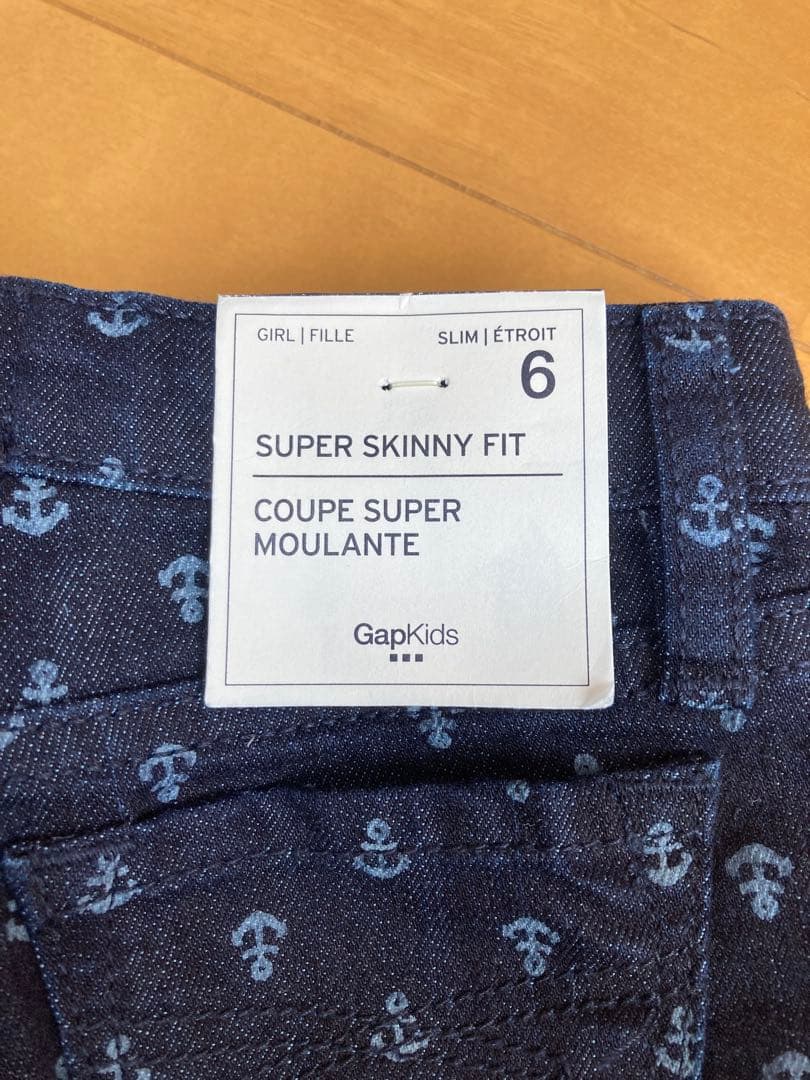 GIRL | FILLE
SLIM | ÉTROIT
6
SUPER SKINNY FIT
COUPE SUPER
MOULANTE
GapKids